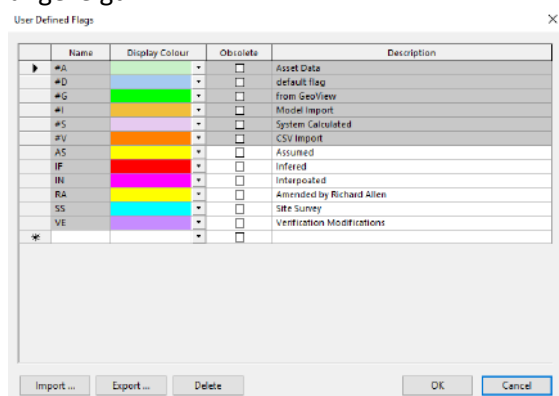 User Defined Flags
Name Display Colour Obsolete Description
#A Asset Data
#D default flag
#G from GeoView
#I Model Import
#S System Calculated
#V CSV Import
AS Assumed
IF Infered
IN Interpoated
RA Amended by Richard Allen
SS Site Survey
VE Verification Modifications
Import ... Export ... Delete OK Cancel